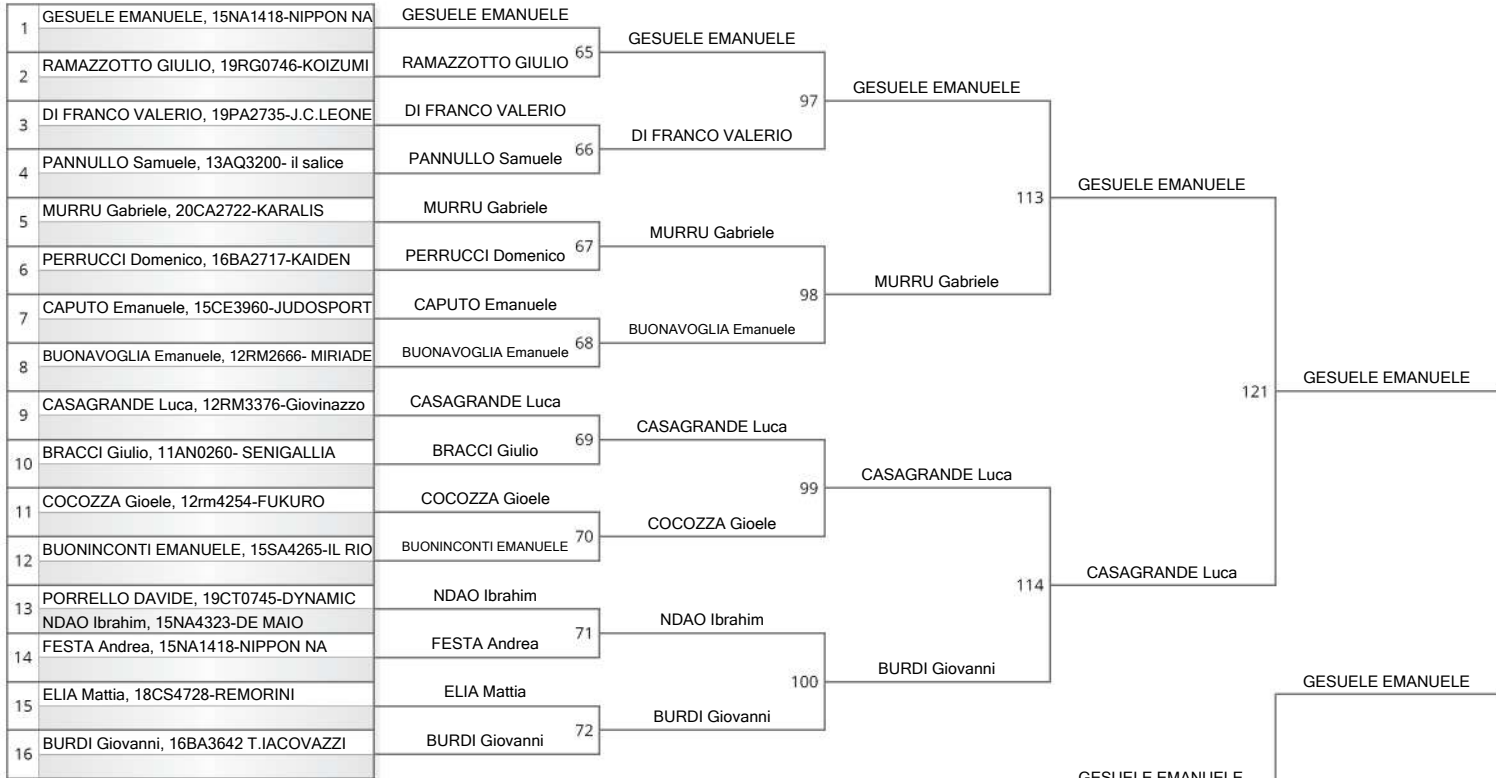 1 GESUELE EMANUELE, 15NA1418-NIPPON NA
2 RAMAZZOTTO GIULIO, 19RG0746-KOIZUMI
3 DI FRANCO VALERIO, 19PA2735-J.C.LEONE
4 PANNULLO Samuele, 13AQ3200- il salice
5 MURRU Gabriele, 20CA2722-KARALIS
6 PERRUCCI Domenico, 16BA2717-KAIDEN
7 CAPUTO Emanuele, 15CE3960-JUDOSPORT
8 BUONAVOGLIA Emanuele, 12RM2666- MIRIADE
9 CASAGRANDE Luca, 12RM3376-Giovinazzo
10 BRACCI Giulio, 11AN0260- SENIGALLIA
11 COCOZZA Gioele, 12rm4254-FUKURO
12 BUONINCONTI EMANUELE, 15SA4265-IL RIO
13 PORRELLO DAVIDE, 19CT0745-DYNAMIC
NDAO Ibrahim, 15NA4323-DE MAIO
14 FESTA Andrea, 15NA1418-NIPPON NA
15 ELIA Mattia, 18CS4728-REMORINI
16 BURDI Giovanni, 16BA3642 T.IACOVAZZI
GESUELE EMANUELE
65
RAMAZZOTTO GIULIO
DI FRANCO VALERIO
66
PANNULLO Samuele
MURRU Gabriele
67
PERRUCCI Domenico
CAPUTO Emanuele
68
BUONAVOGLIA Emanuele
CASAGRANDE Luca
69
BRACCI Giulio
COCOZZA Gioele
70
BUONINCONTI EMANUELE
NDAO Ibrahim
71
FESTA Andrea
ELIA Mattia
72
BURDI Giovanni
GESUELE EMANUELE
97
DI FRANCO VALERIO
MURRU Gabriele
98
BUONAVOGLIA Emanuele
CASAGRANDE Luca
99
COCOZZA Gioele
NDAO Ibrahim
100
BURDI Giovanni
GESUELE EMANUELE
113
MURRU Gabriele
CASAGRANDE Luca
114
BURDI Giovanni
GESUELE EMANUELE
121
CASAGRANDE Luca
GESUELE EMANUELE
GESUELE EMANUELE
GESUELE EMANUELE